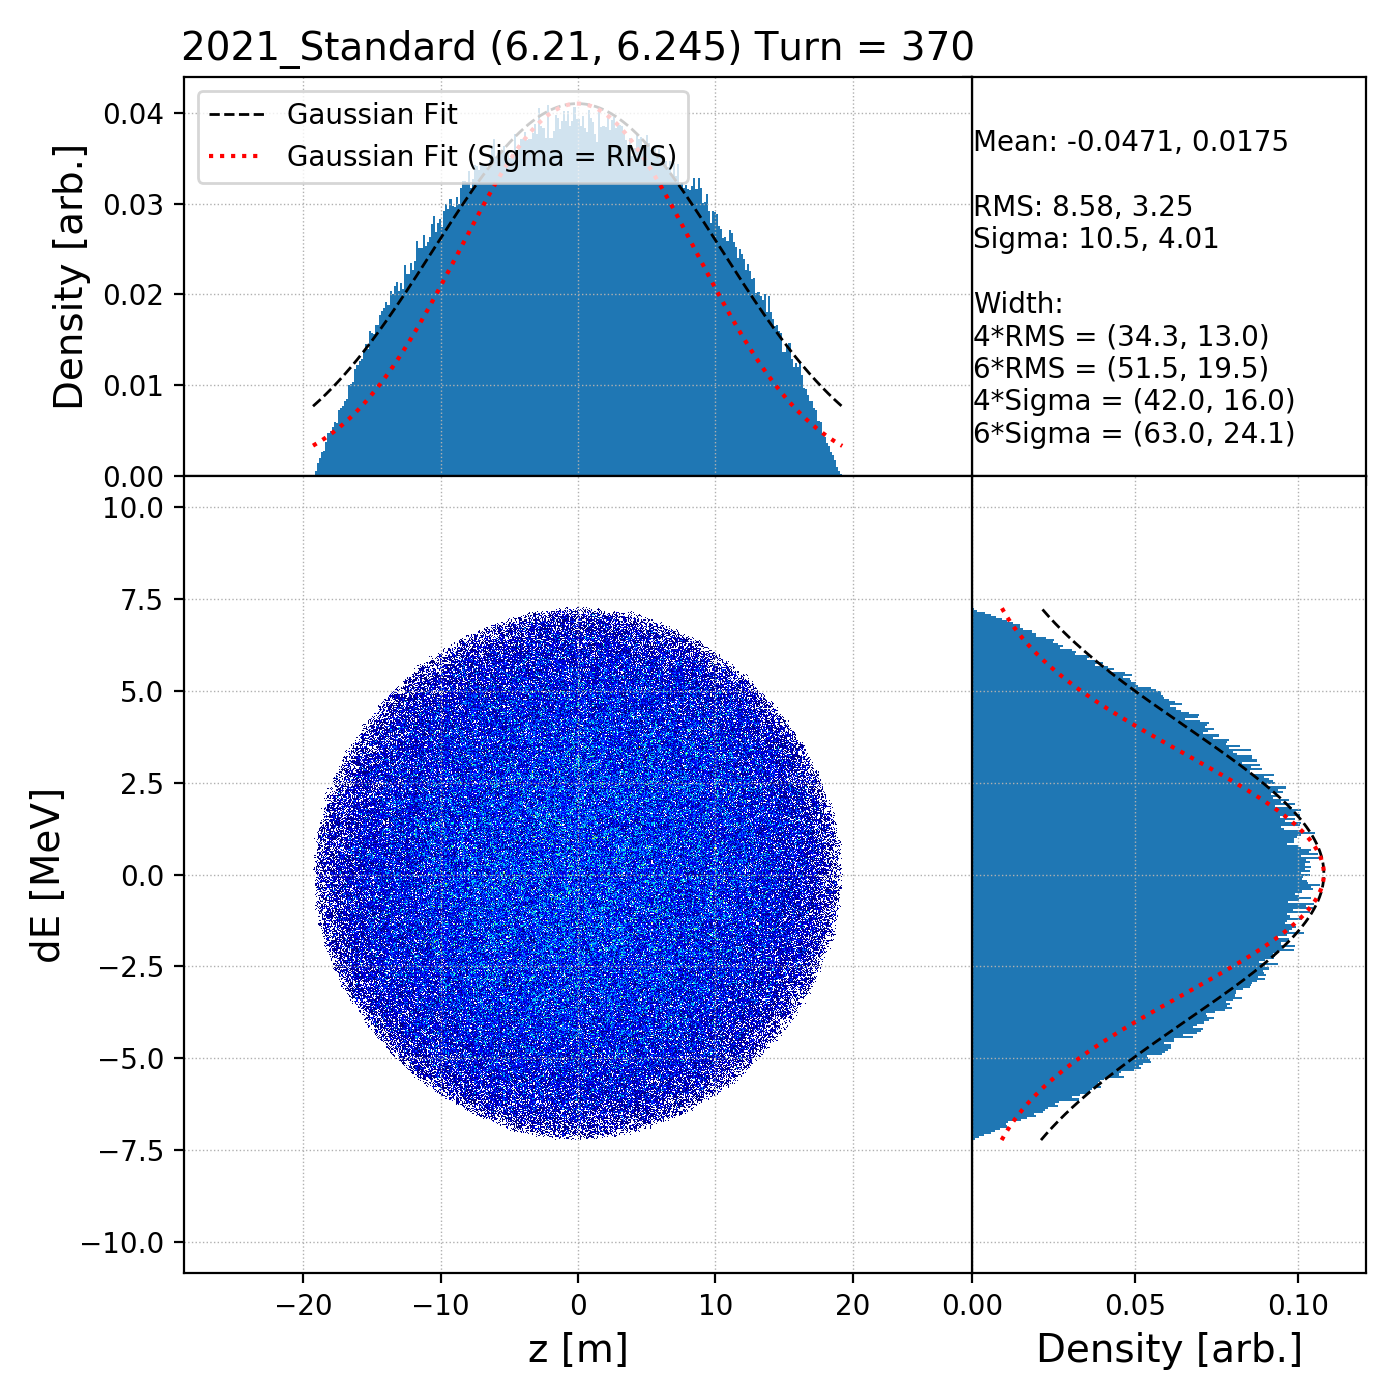 2021_Standard (6.21, 6.245) Turn = 370
Gaussian Fit
Gaussian Fit (Sigma = RMS)
Density [arb.]
0.04
0.03
0.02
0.01
0.00
Mean: -0.0471, 0.0175
RMS: 8.58, 3.25
Sigma: 10.5, 4.01
Width:
4*RMS = (34.3, 13.0)
6*RMS = (51.5, 19.5)
4*Sigma = (42.0, 16.0)
6*Sigma = (63.0, 24.1)
dE [MeV]
10.0
7.5
5.0
2.5
0.0
−2.5
−5.0
−7.5
−10.0
−20
−10
0
10
20
z [m]
0.00
0.05
0.10
Density [arb.]